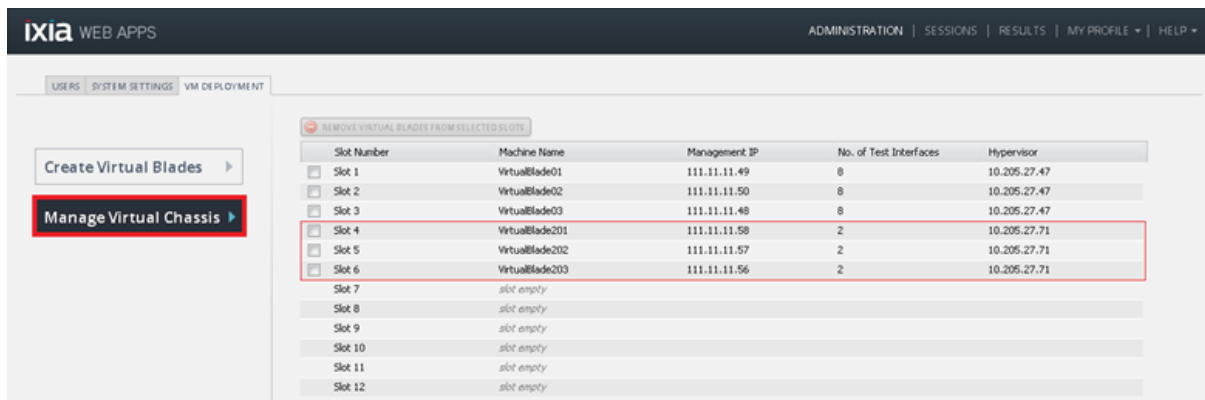 ixia WEB APPS ADMINISTRATION | SESSIONS | RESULTS | MY PROFILE | HELP
USERS SYSTEM SETTINGS VM DEPLOYMENT
Create Virtual Blades
Manage Virtual Chassis
REMOVE VIRTUAL BLADES FROM SELECTED SLOTS
Slot Number Machine Name Management IP No. of Test Interfaces Hypervisor
Slot 1 VirtualBlade01 111.11.11.49 8 10.205.27.47
Slot 2 VirtualBlade02 111.11.11.50 8 10.205.27.47
Slot 3 VirtualBlade03 111.11.11.48 8 10.205.27.47
Slot 4 VirtualBlade201 111.11.11.58 2 10.205.27.71
Slot 5 VirtualBlade202 111.11.11.57 2 10.205.27.71
Slot 6 VirtualBlade203 111.11.11.56 2 10.205.27.71
Slot 7 slot empty
Slot 8 slot empty
Slot 9 slot empty
Slot 10 slot empty
Slot 11 slot empty
Slot 12 slot empty